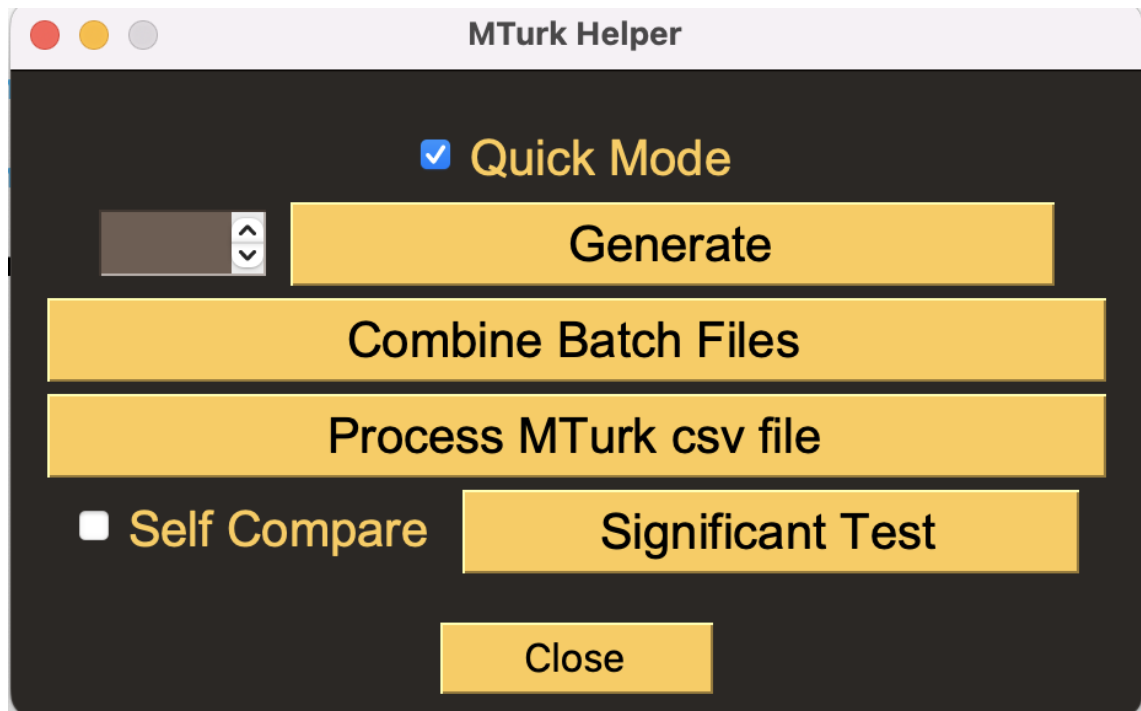 MTurk Helper
Quick Mode
Generate
Combine Batch Files
Process MTurk csv file
Self Compare Significant Test
Close